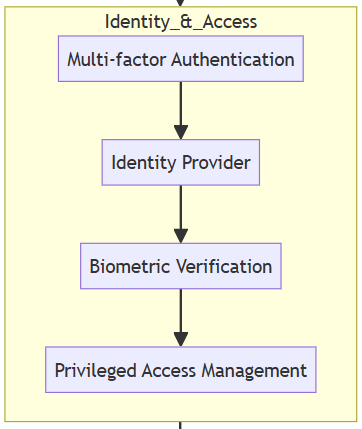 Identity_&_Access
Multi-factor Authentication
Identity Provider
Biometric Verification
Privileged Access Management